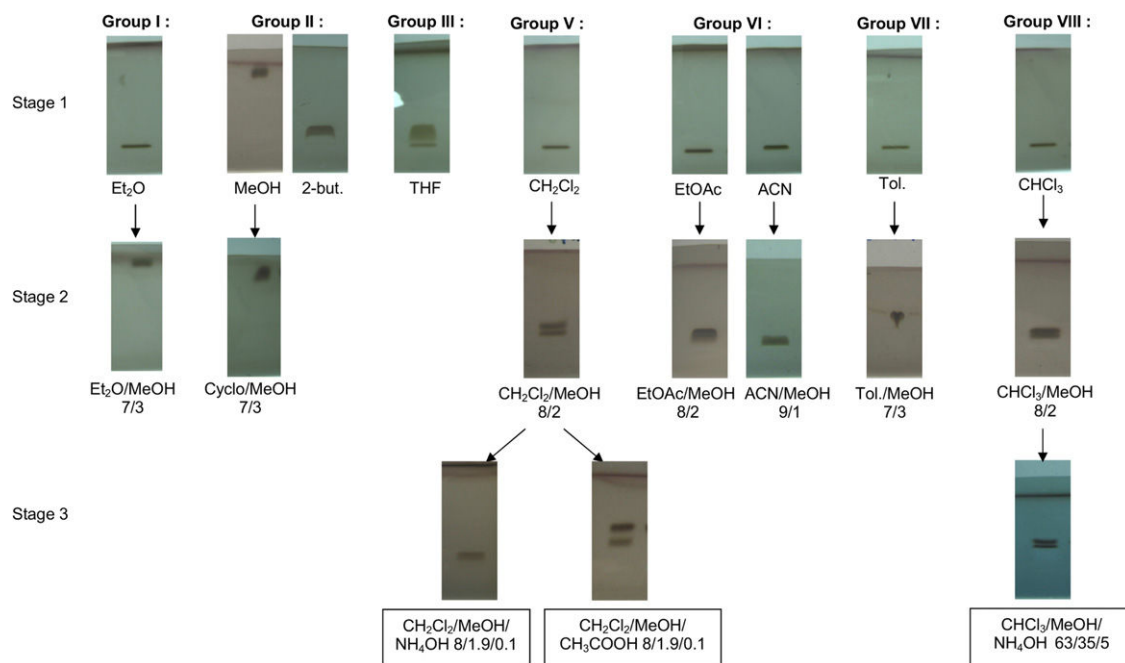 Group I :
Group II :
Group III :
Group V :
Group VI :
Group VII :
Group VIII :
Stage 1
Et₂O
MeOH
2-but.
THF
CH₂Cl₂
EtOAc
ACN
Tol.
CHCl₃
Stage 2
Et₂O/MeOH
7/3
Cyclo/MeOH
7/3
CH₂Cl₂/MeOH
8/2
EtOAc/MeOH
8/2
ACN/MeOH
9/1
Tol./MeOH
7/3
CHCl₃/MeOH
8/2
Stage 3
CH₂Cl₂/MeOH/
NH₄OH 8/1.9/0.1
CH₂Cl₂/MeOH/
CH₃COOH 8/1.9/0.1
CHCl₃/MeOH/
NH₄OH 63/35/5